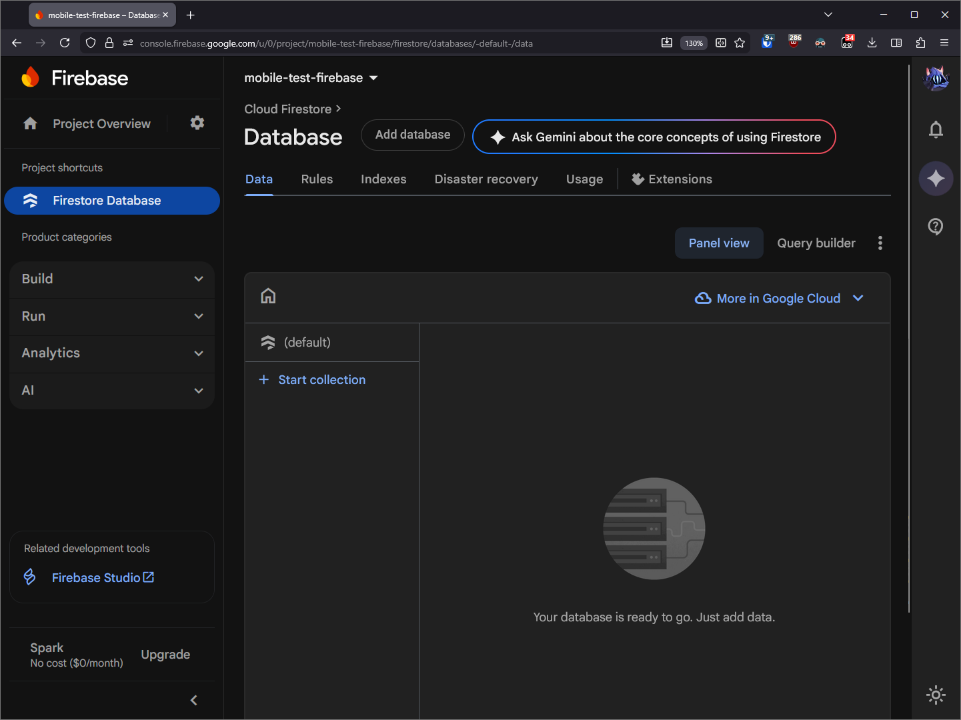 mobile-test-firebase – Databas
console.firebase.google.com/u/0/project/mobile-test-firebase/firestore/databases/-default-/data
130%
9+
286
34
Firebase
mobile-test-firebase
Project Overview
Cloud Firestore
Database
Add database
Ask Gemini about the core concepts of using Firestore
Project shortcuts
Firestore Database
Data
Rules
Indexes
Disaster recovery
Usage
Extensions
Product categories
Build
Run
Analytics
AI
Panel view
Query builder
More in Google Cloud
(default)
Start collection
Your database is ready to go. Just add data.
Related development tools
Firebase Studio
Spark
No cost ($0/month)
Upgrade